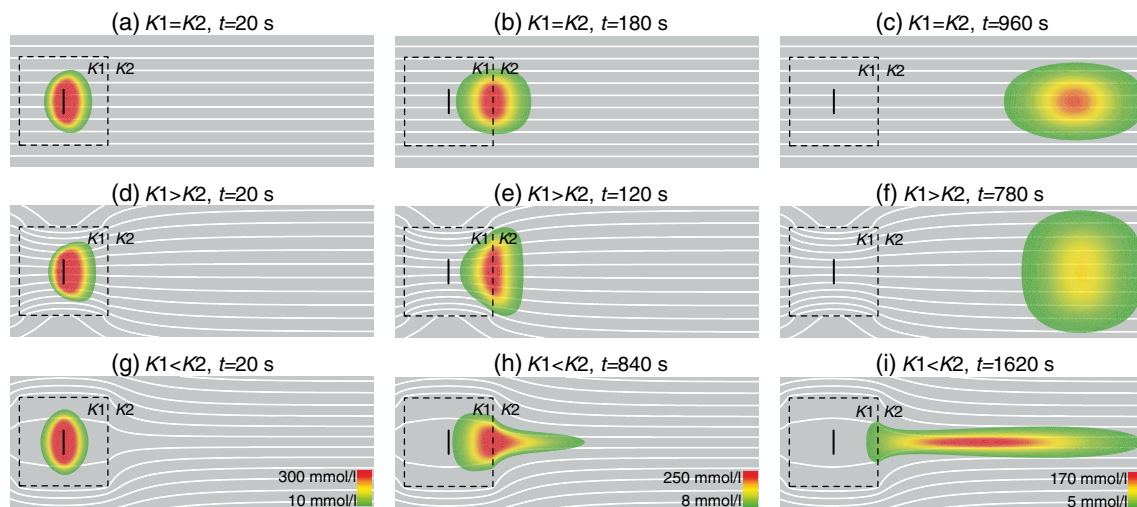 (a) K1=K2, t=20 s
(b) K1=K2, t=180 s
(c) K1=K2, t=960 s
K1 K2
K1 K2
K1 K2
(d) K1>K2, t=20 s
(e) K1>K2, t=120 s
(f) K1>K2, t=780 s
K1 K2
K1 K2
K1 K2
(g) K1<K2, t=20 s
(h) K1<K2, t=840 s
(i) K1<K2, t=1620 s
K1 K2
K1 K2
K1 K2
300 mmol/l
250 mmol/l
170 mmol/l
10 mmol/l
8 mmol/l
5 mmol/l